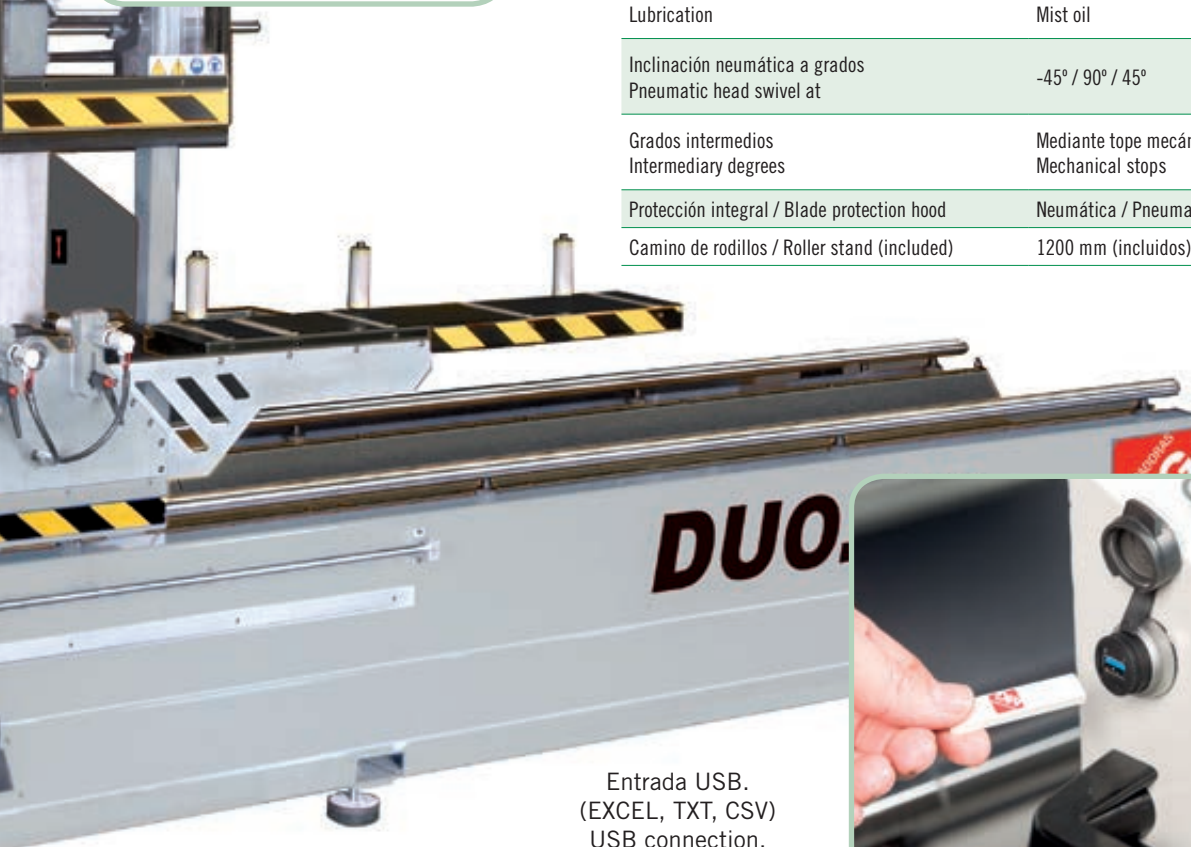 Lubrication Mist oil
Inclinación neumática a grados
Pneumatic head swivel at
-45º / 90º / 45º
Grados intermedios
Intermediary degrees
Mechanical stops
Mediante tope
Protección integral / Blade protection hood Neumática /
Camino de rodillos / Roller stand (included) 1200 mm (incluidos)
DUO.
Entrada USB.
(EXCEL, TXT, CSV)
USB connection.